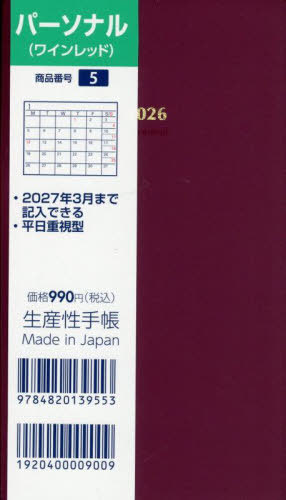 パーソナル
(ワインレッド)
商品番号 5
1
M T W T F S/S
・2027年3月まで
記入できる
・平日重視型
価格990円(税込)
生産性手帳
Made in Japan
9784820139553
1920400009009
026